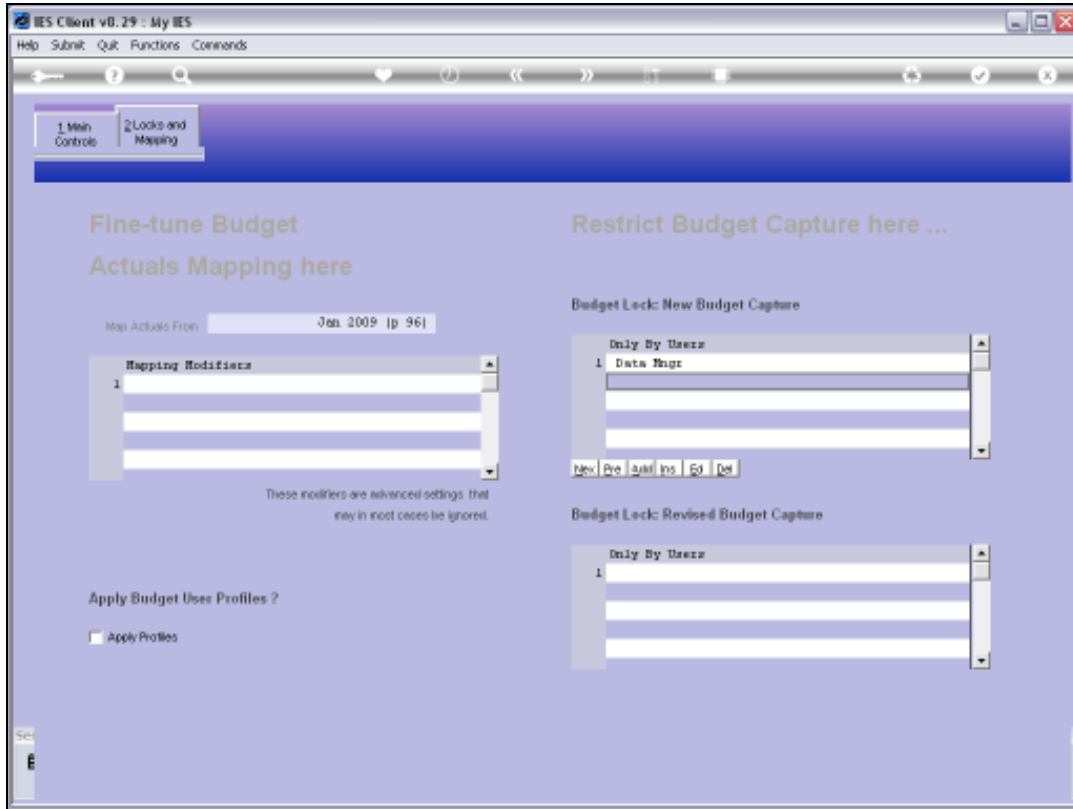 IES Client v8.29 : My IES
Help Submit Quit Functions Commands
1 Main Controls
2 Locks and Mapping
Fine-tune Budget
Actuals Mapping here
Map Actuals From Jan 2009 (p 96)
Mapping Modifiers
1
These modifiers are advanced settings that
may in most cases be ignored.
Apply Budget User Profiles ?
Apply Profiles
Restrict Budget Capture here ...
Budget Lock: New Budget Capture
Only By Users
1 Data Mngr
Nex Pre Add Ins Ed Del
Budget Lock: Revised Budget Capture
Only By Users
1